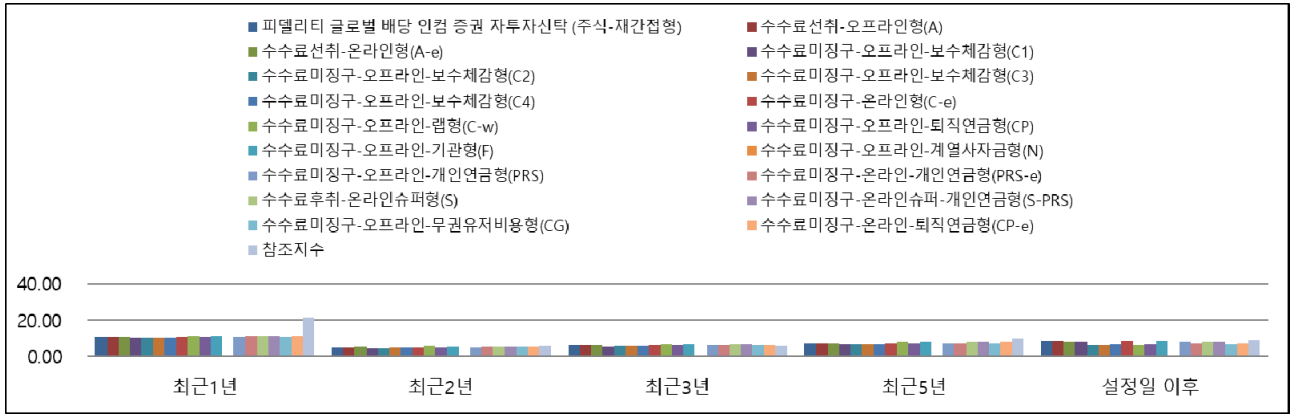 피델리티 글로벌 배당 인컴 증권 자투자신탁 (주식-재간접형) 수수료선취-오프라인형(A)
수수료선취-온라인형(A-e) 수수료미징구-오프라인-보수체감형(C1)
수수료미징구-오프라인-보수체감형(C2) 수수료미징구-오프라인-보수체감형(C3)
수수료미징구-오프라인-보수체감형(C4) 수수료미징구-온라인형(C-e)
수수료미징구-오프라인-랩형(C-w) 수수료미징구-오프라인-퇴직연금형(CP)
수수료미징구-오프라인-기관형(F) 수수료미징구-오프라인-계열사자금형(N)
수수료미징구-오프라인-개인연금형(PRS) 수수료미징구-온라인-개인연금형(PRS-e)
수수료후취-온라인슈퍼형(S) 수수료미징구-온라인슈퍼-개인연금형(S-PRS)
수수료미징구-오프라인-무권유저비용형(CG) 수수료미징구-온라인-퇴직연금형(CP-e)
참조지수
40.00
20.00
0.00
최근1년 최근2년 최근3년 최근5년 설정일 이후